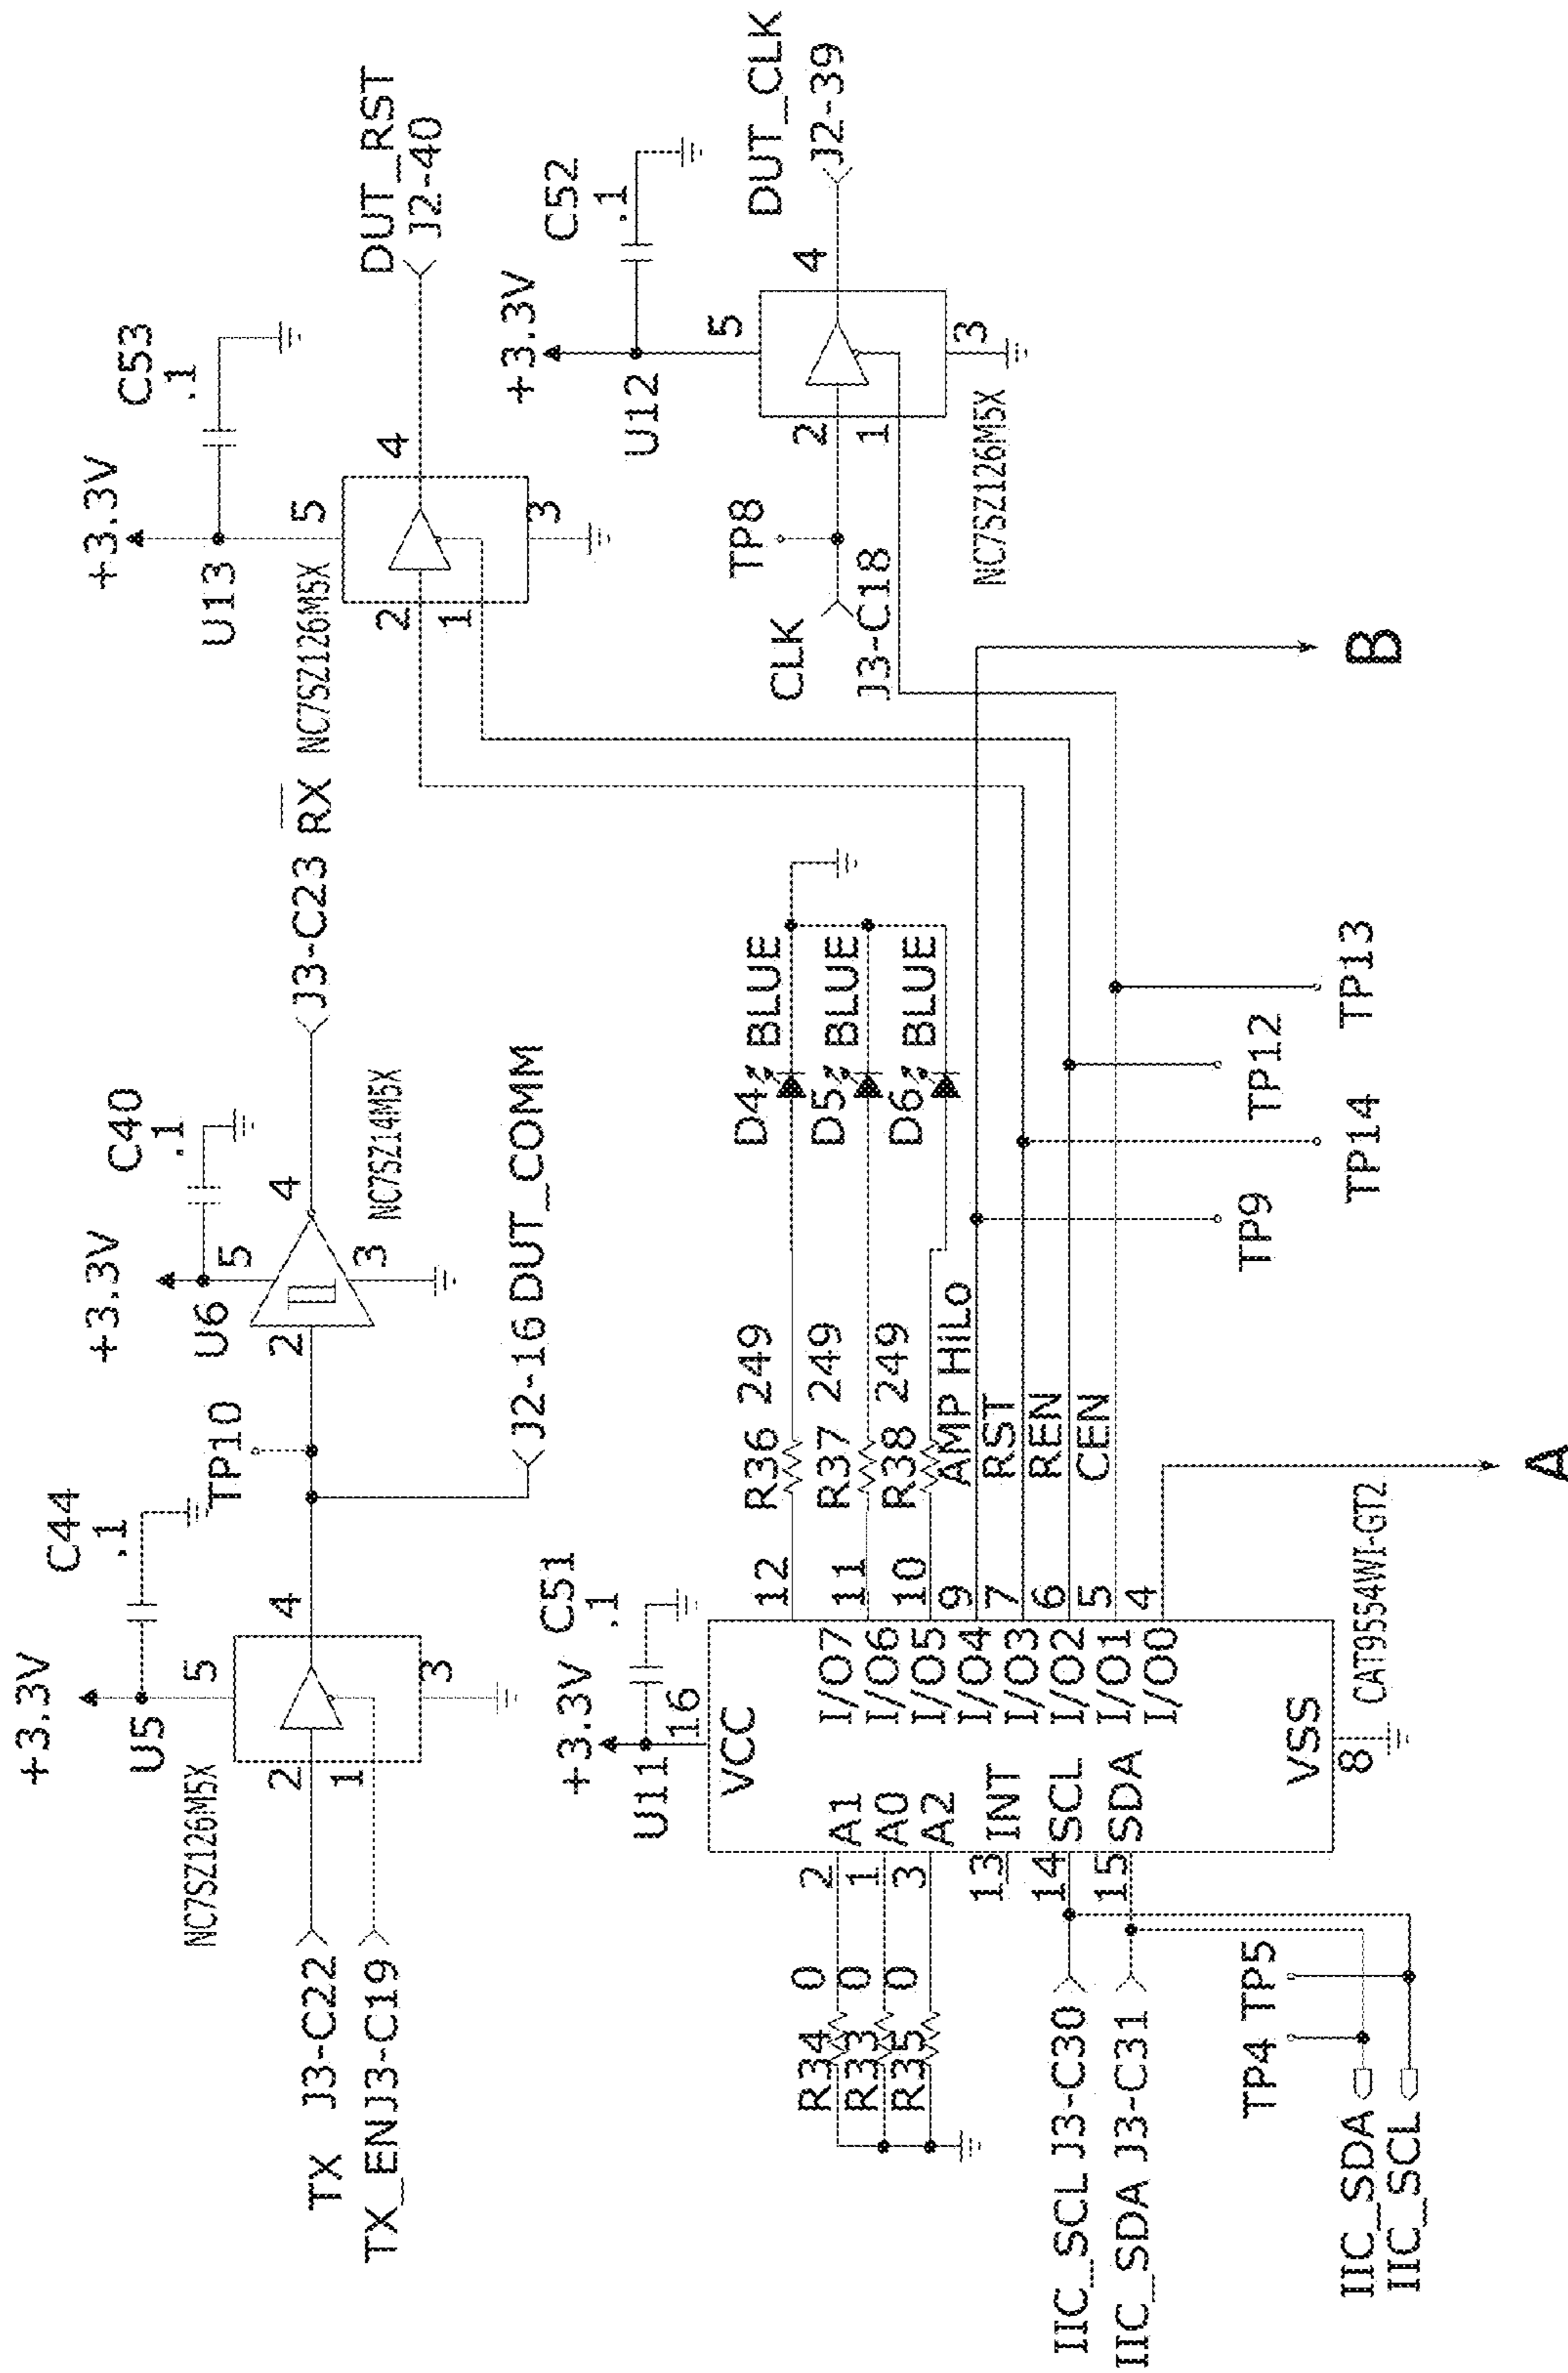 +3.3V
C44
.1
U5
NC7SZ126M5X
5
2
1
4
3
TX J3-C22
TX_EN J3-C19
TP10
+3.3V
C40
.1
U6
5
2
4
3
NC7SZ14M5X
J3-C23 RX
J2-16 DUT_COMM
+3.3V
C53
.1
U13
NC7SZ126M5X
5
2
1
4
3
DUT_RST
J2-40
+3.3V
C52
.1
U12
5
2
1
4
3
NC7SZ126M5X
TP8
CLK
J3-C18
DUT_CLK
J2-39
+3.3V
C51
.1
U11
16
VCC
R34 0 2 A1
R33 0 1 A0
R35 0 3 A2
13 INT
IIC_SCL J3-C30 14 SCL
IIC_SDA J3-C31 15 SDA
TP4 TP5
IIC_SDA
IIC_SCL
I/O7 12 R36 249 D4 BLUE
I/O6 11 R37 249 D5 BLUE
I/O5 10 R38 249 D6 BLUE
I/O4 9 AMP HiLo
I/O3 7 RST
I/O2 6 REN
I/O1 5 CEN
I/O0 4
VSS
8
CAT9554WI-GT2
TP9
TP14
TP12
TP13
A
B